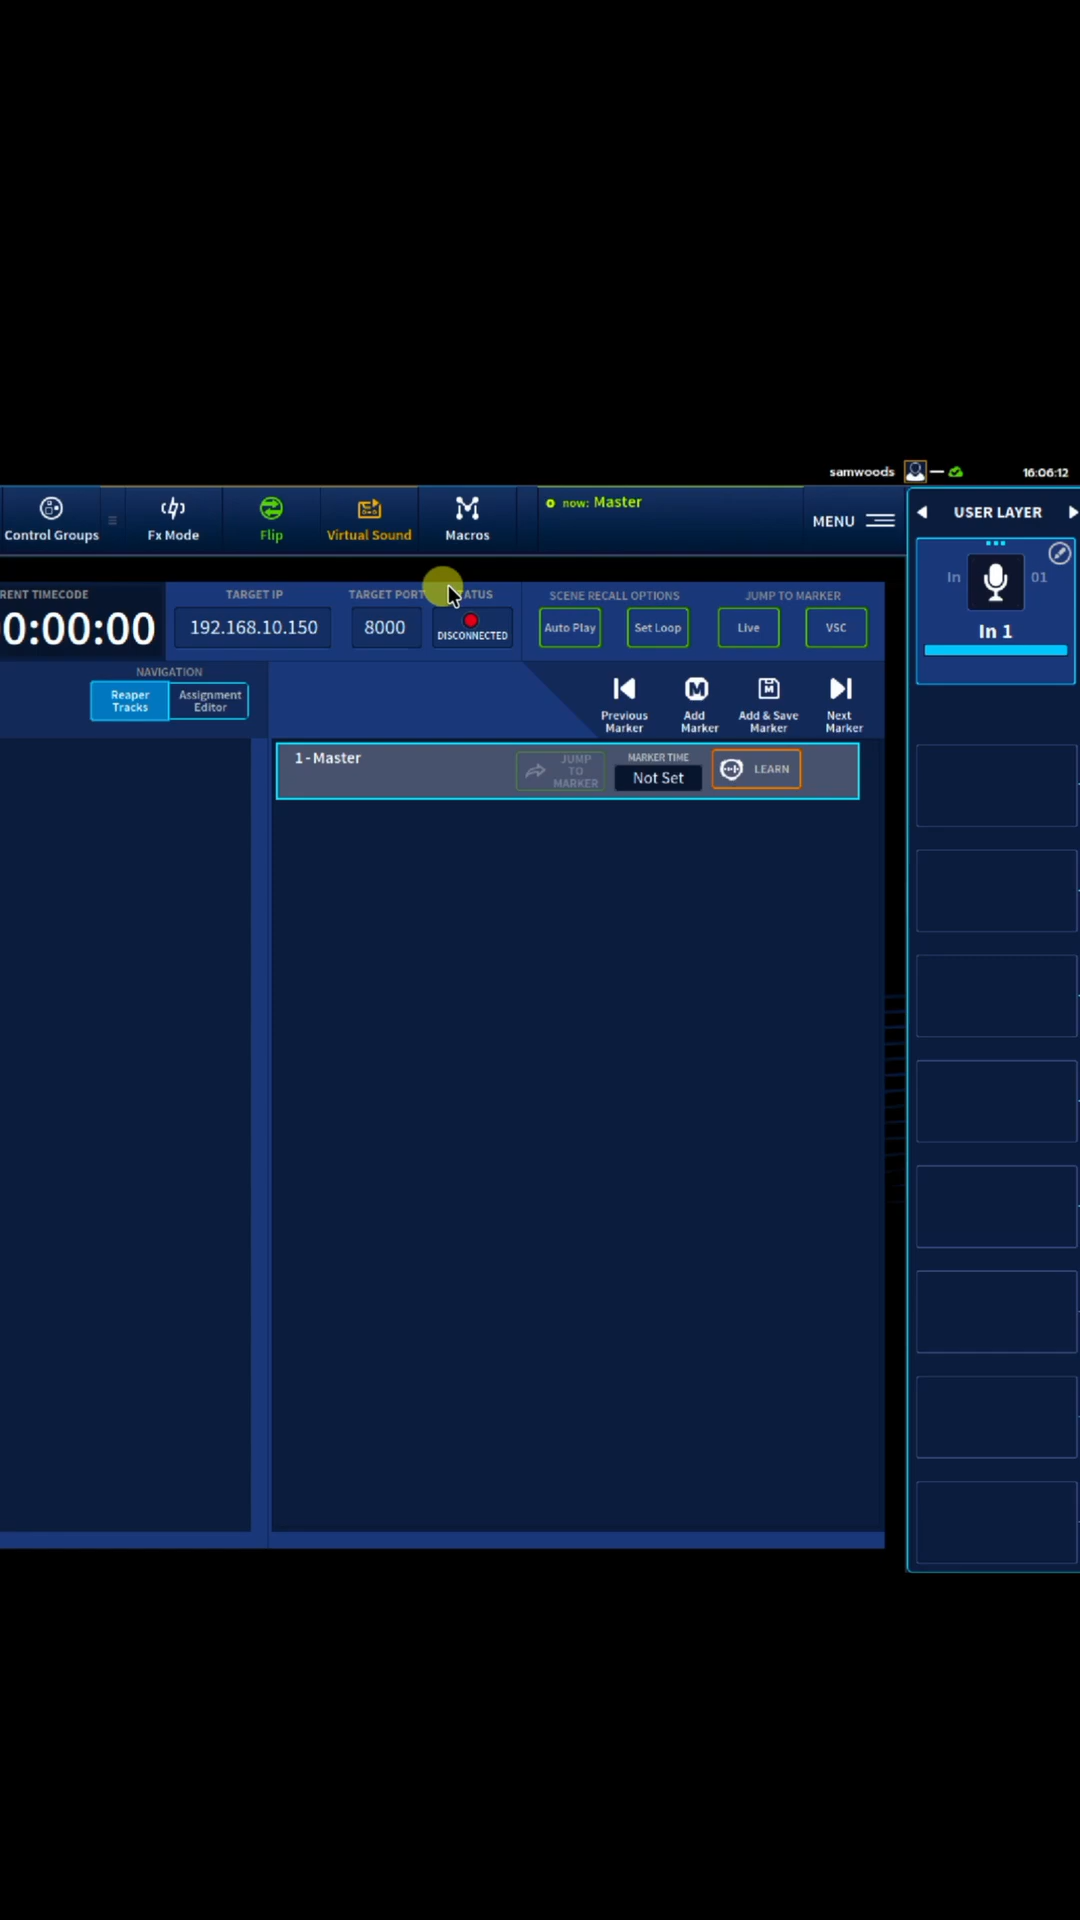 samwoods
16:06:12
Control Groups
Fx Mode
Flip
Virtual Sound
Macros
now: Master
MENU
USER LAYER
In
01
In 1
RENT TIMECODE
0:00:00
TARGET IP
192.168.10.150
TARGET PORT
8000
ATUS
DISCONNECTED
SCENE RECALL OPTIONS
Auto Play
Set Loop
JUMP TO MARKER
Live
VSC
NAVIGATION
Reaper
Tracks
Assignment
Editor
Previous
Marker
Add
Marker
Add & Save
Marker
Next
Marker
1 - Master
JUMP
TO
MARKER
MARKER TIME
Not Set
LEARN